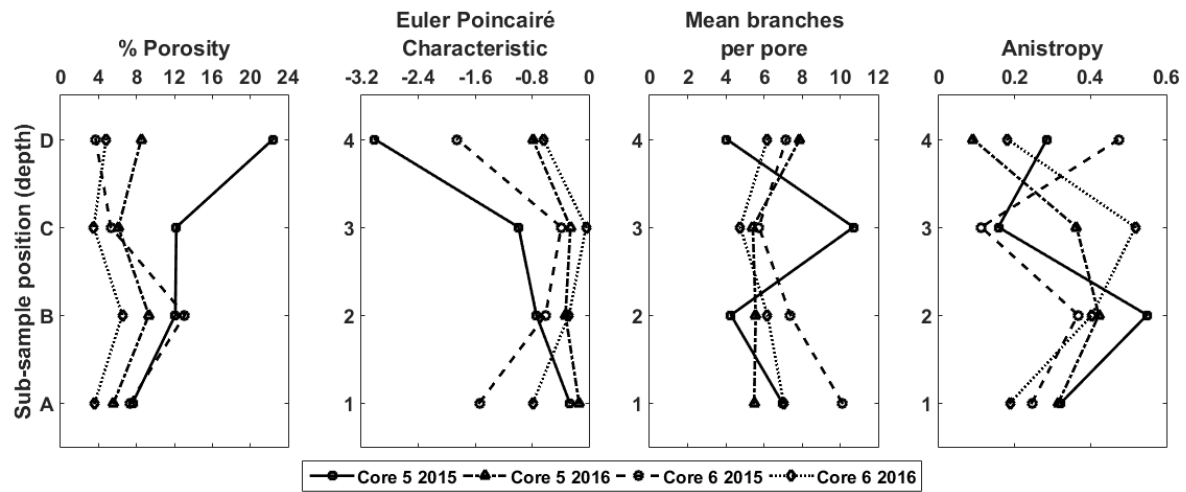 % Porosity
0 4 8 12 16 20 24
Sub-sample position (depth)
D
C
B
A
Euler Poincairé
Characteristic
-3.2 -1.6 -0.8 0
4
3
2
1
Mean branches
per pore
0 2 4 6 8 10 12
4
3
2
1
Anistropy
0 0.2 0.4 0.6
4
3
2
1
Core 5 2015 Core 5 2016 Core 6 2015 Core 6 2016